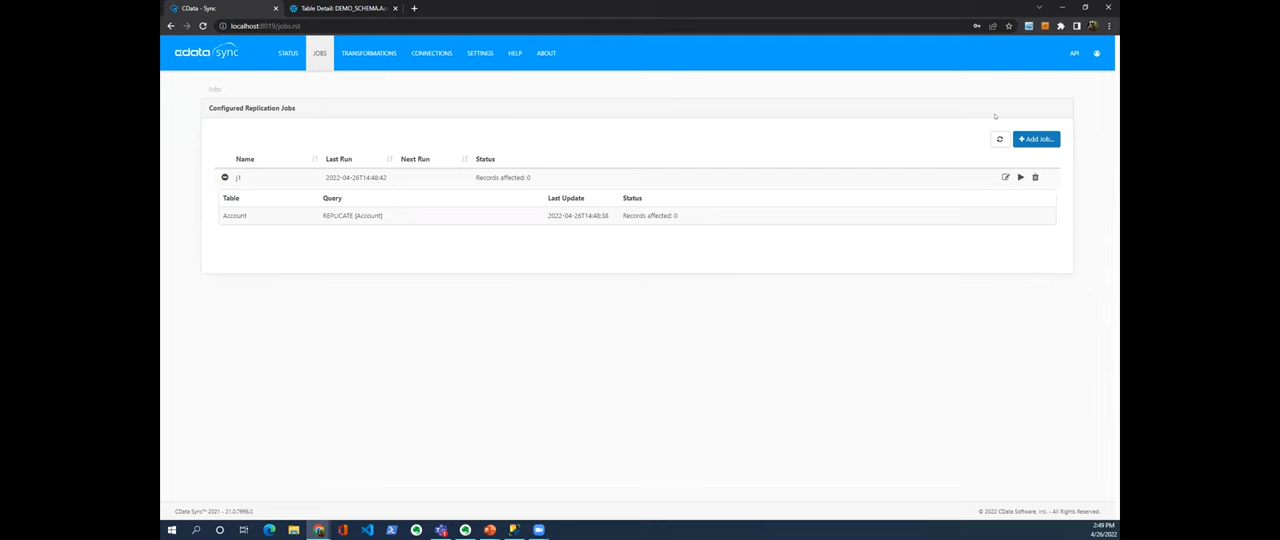 CData - Sync
Table Detail: DEMO_SCHEMA.Ac
localhost:8019/jobs.rst
cdata sync
STATUS JOBS TRANSFORMATIONS CONNECTIONS SETTINGS HELP ABOUT API
Jobs
Configured Replication Jobs
+ Add Job...
Name Last Run Next Run Status
j1 2022-04-26T14:48:42 Records affected: 0
Table Query Last Update Status
Account REPLICATE [Account] 2022-04-26T14:48:38 Records affected: 0
CData Sync™ 2021 - 21.0.7996.0
© 2022 CData Software, Inc. - All Rights Reserved.
2:49 PM
4/26/2022